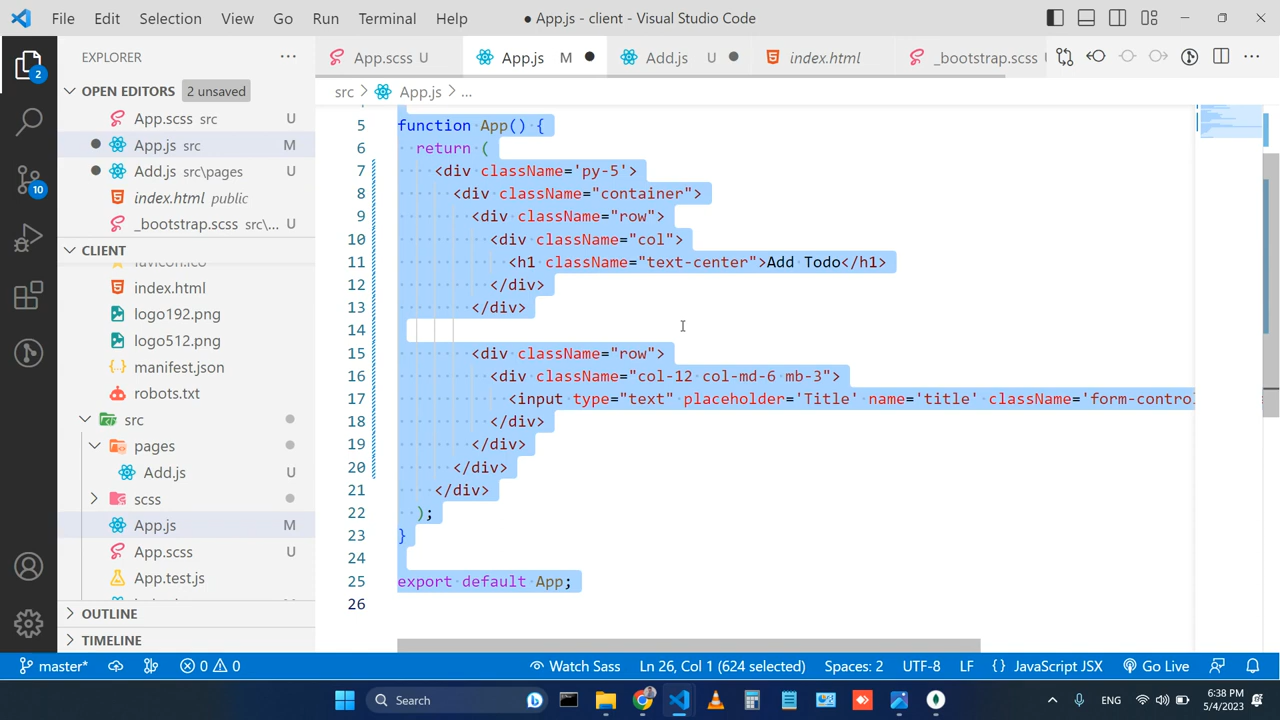 File Edit Selection View Go Run Terminal Help ● App.js - client - Visual Studio Code
EXPLORER ...
App.scss U App.js M ● Add.js U ● index.html _bootstrap.scss U ...
OPEN EDITORS 2 unsaved
src > App.js > ...
App.scss src U
● App.js src M
● Add.js src\pages U
index.html public
_bootstrap.scss src\... U
CLIENT
favicon.ico
index.html
logo192.png
logo512.png
manifest.json
robots.txt
src
pages
Add.js U
scss
App.js M
App.scss U
App.test.js
OUTLINE
TIMELINE
2
10
5 function App() {
6 return (
7 <div className='py-5'>
8 <div className="container">
9 <div className="row">
10 <div className="col">
11 <h1 className="text-center">Add Todo</h1>
12 </div>
13 </div>
14
15 <div className="row">
16 <div className="col-12 col-md-6 mb-3">
17 <input type="text" placeholder='Title' name='title' className='form-control
18 </div>
19 </div>
20 </div>
21 </div>
22 );
23 }
24
25 export default App;
26
master* 0 0 Watch Sass Ln 26, Col 1 (624 selected) Spaces: 2 UTF-8 LF {} JavaScript JSX Go Live
Search ENG 6:38 PM
5/4/2023